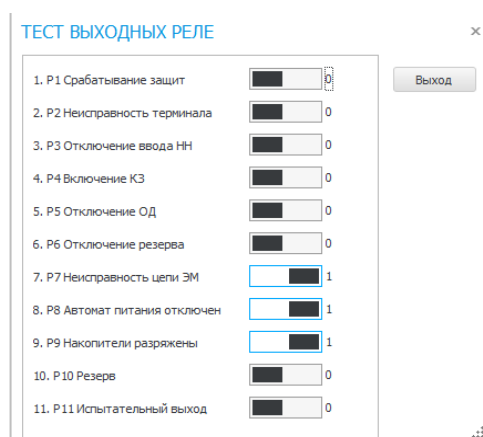 ТЕСТ ВЫХОДНЫХ РЕЛЕ
×
1. Р1 Срабатывание защит 0
Выход
2. Р2 Неисправность терминала 0
3. Р3 Отключение ввода НН 0
4. Р4 Включение КЗ 0
5. Р5 Отключение ОД 0
6. Р6 Отключение резерва 0
7. Р7 Неисправность цепи ЭМ 1
8. Р8 Автомат питания отключен 1
9. Р9 Накопители разряжены 1
10. Р10 Резерв 0
11. Р11 Испытательный выход 0